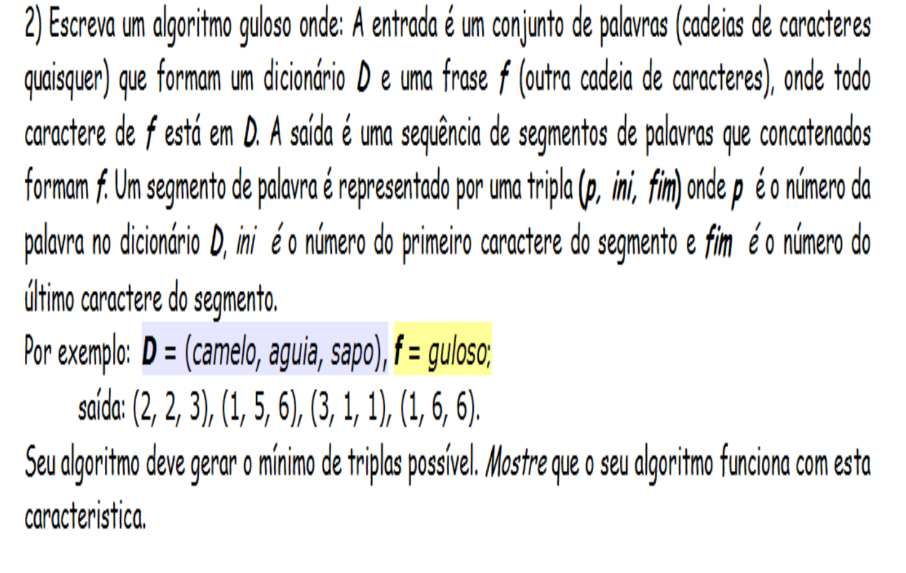 2) Escreva um algoritmo guloso onde: A entrada é um conjunto de palavras (cadeias de caracteres
quaisquer) que formam um dicionário D e uma frase f (outra cadeia de caracteres), onde todo
caractere de f está em D. A saída é uma sequência de segmentos de palavras que concatenados
formam f. Um segmento de palavra é representado por uma tripla (p, ini, fim) onde p é o número da
palavra no dicionário D, ini é o número do primeiro caractere do segmento e fim é o número do
último caractere do segmento.
Por exemplo: D = (camelo, aguia, sapo), f = guloso;
saída: (2, 2, 3), (1, 5, 6), (3, 1, 1), (1, 6, 6).
Seu algoritmo deve gerar o mínimo de triplas possível. Mostre que o seu algoritmo funciona com esta
caracteristica.